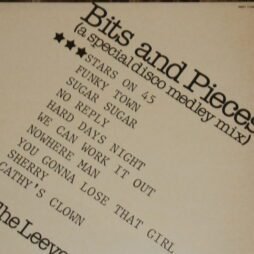 Bits and Pieces
(a special disco medley mix)
★★★STARS ON 45
FUNKY TOWN
SUGAR SUGAR
NO REPLY
HARD DAYS NIGHT
WE CAN WORK IT OUT
NOWHERE MAN
YOU GONNA LOSE THAT GIRL
SHERRY
CATHY'S CLOWN
The